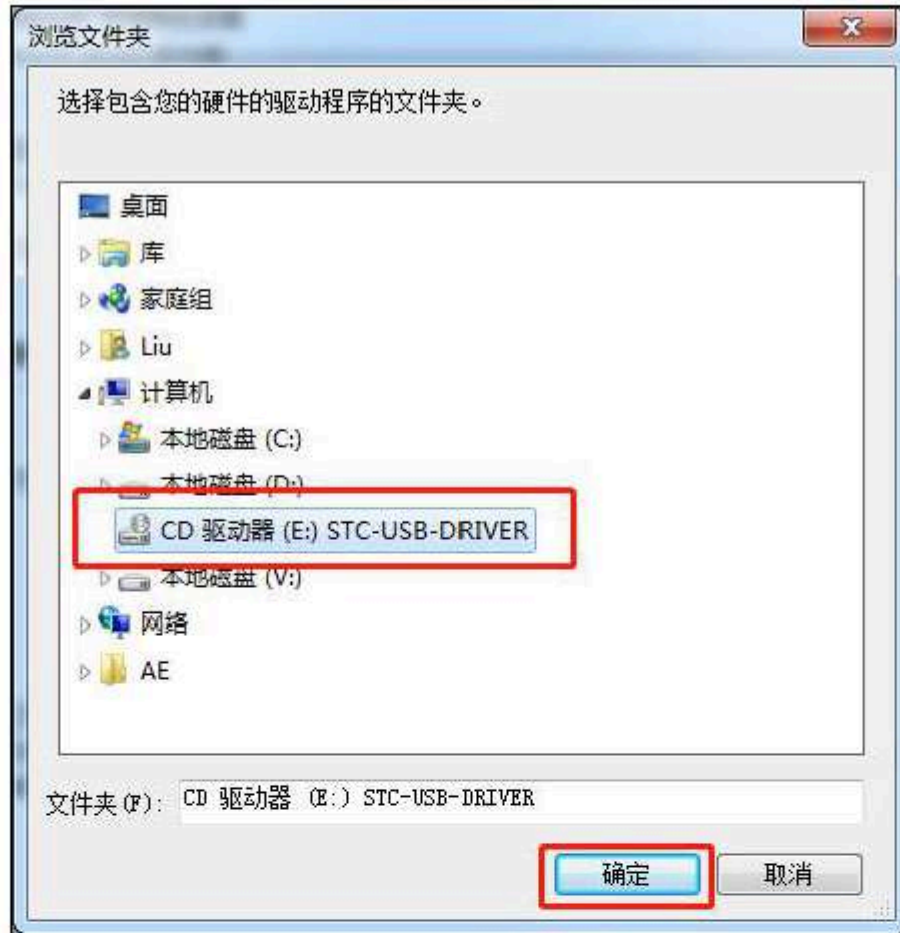 浏览文件夹
选择包含您的硬件的驱动程序的文件夹。
桌面
库
家庭组
Liu
计算机
本地磁盘 (C:)
本地磁盘 (D:)
CD 驱动器 (E:) STC-USB-DRIVER
本地磁盘 (V:)
网络
AE
文件夹(F): CD 驱动器 (E:) STC-USB-DRIVER
确定 取消